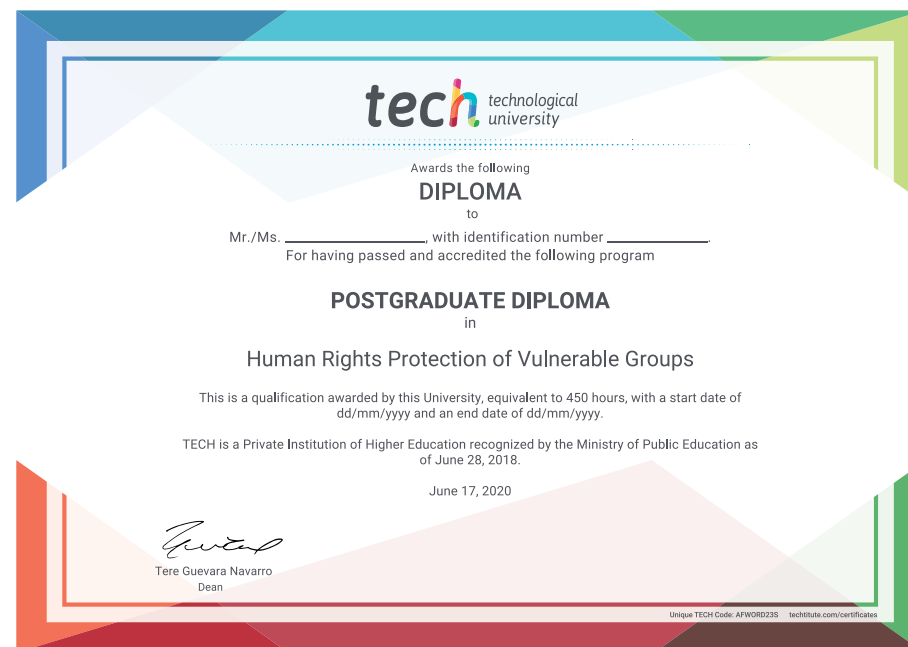 tech technological
university
Awards the following
DIPLOMA
to
Mr./Ms. ____________________, with identification number ______________.
For having passed and accredited the following program
POSTGRADUATE DIPLOMA
in
Human Rights Protection of Vulnerable Groups
This is a qualification awarded by this University, equivalent to 450 hours, with a start date of
dd/mm/yyyy and an end date of dd/mm/yyyy.
TECH is a Private Institution of Higher Education recognized by the Ministry of Public Education as
of June 28, 2018.
June 17, 2020
Tere Guevara Navarro
Dean
Unique TECH Code: AFWORD23S techtitute.com/certificates